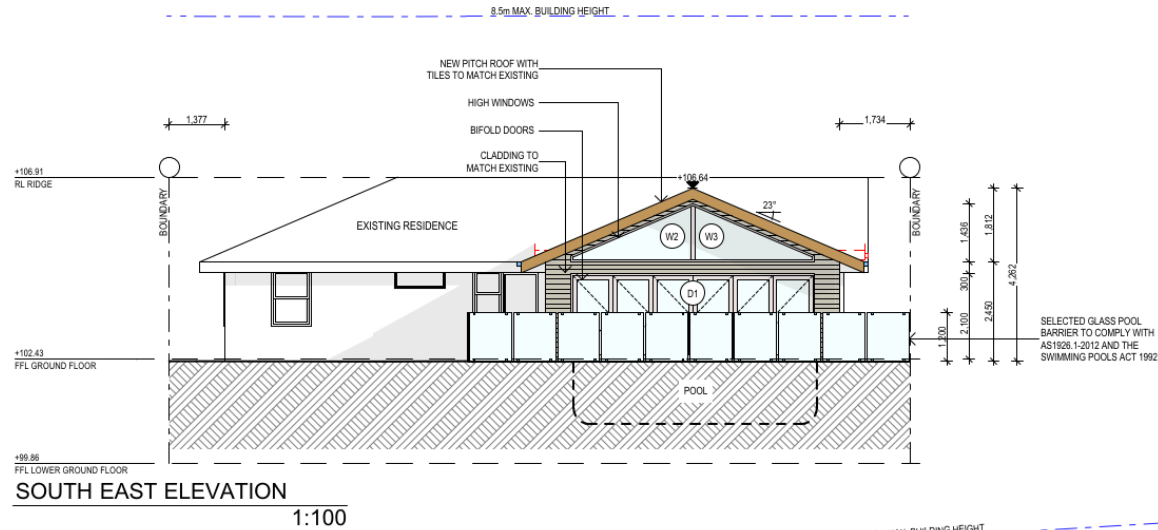 8.5m MAX. BUILDING HEIGHT
NEW PITCH ROOF WITH
TILES TO MATCH EXISTING
HIGH WINDOWS
BIFOLD DOORS
CLADDING TO
MATCH EXISTING
1,377
1,734
+106.91
RL RIDGE
+106.64
BOUNDARY
BOUNDARY
EXISTING RESIDENCE
23°
W2
W3
D1
1,436
1,812
300
4,262
2,450
2,100
1,200
SELECTED GLASS POOL
BARRIER TO COMPLY WITH
AS1926.1-2012 AND THE
SWIMMING POOLS ACT 1992
+102.43
FFL GROUND FLOOR
POOL
+99.86
FFL LOWER GROUND FLOOR
SOUTH EAST ELEVATION
1:100
BUILDING HEIGHT